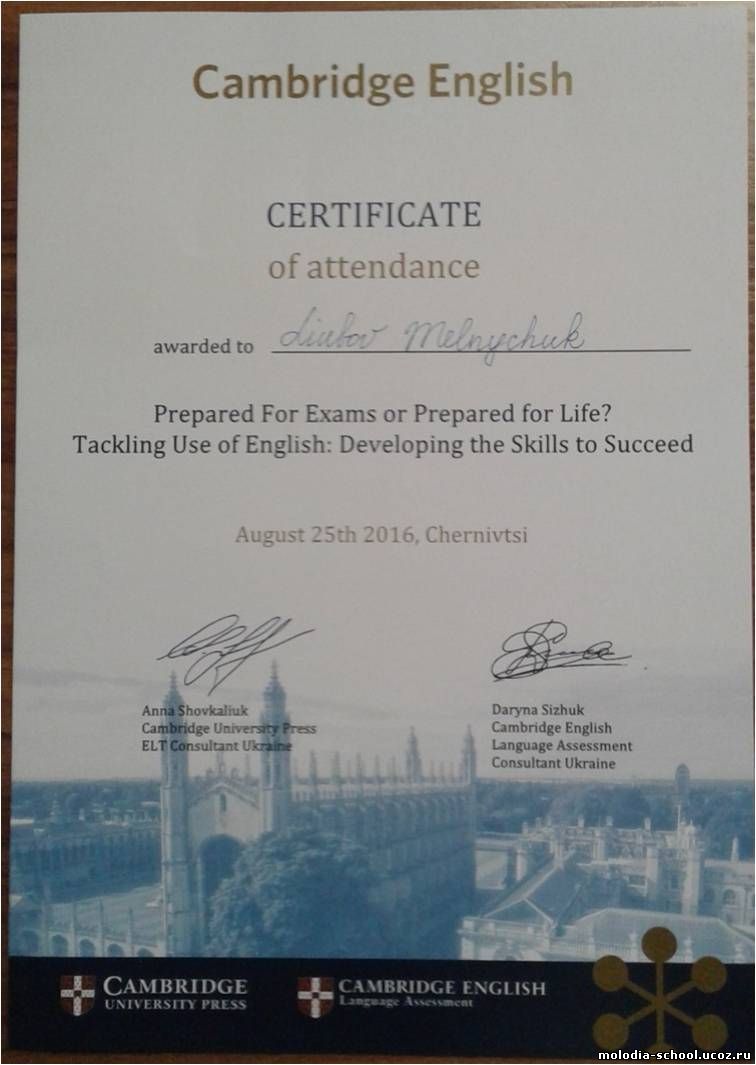 Cambridge English
CERTIFICATE
of attendance
awarded to Liubov Melnychuk
Prepared For Exams or Prepared for Life?
Tackling Use of English: Developing the Skills to Succeed
August 25th 2016, Chernivtsi
Anna Shovkaliuk
Cambridge University Press
ELT Consultant Ukraine
Daryna Sizhuk
Cambridge English
Language Assessment
Consultant Ukraine
CAMBRIDGE
UNIVERSITY PRESS
CAMBRIDGE ENGLISH
Language Assessment
molodia-school.ucoz.ru